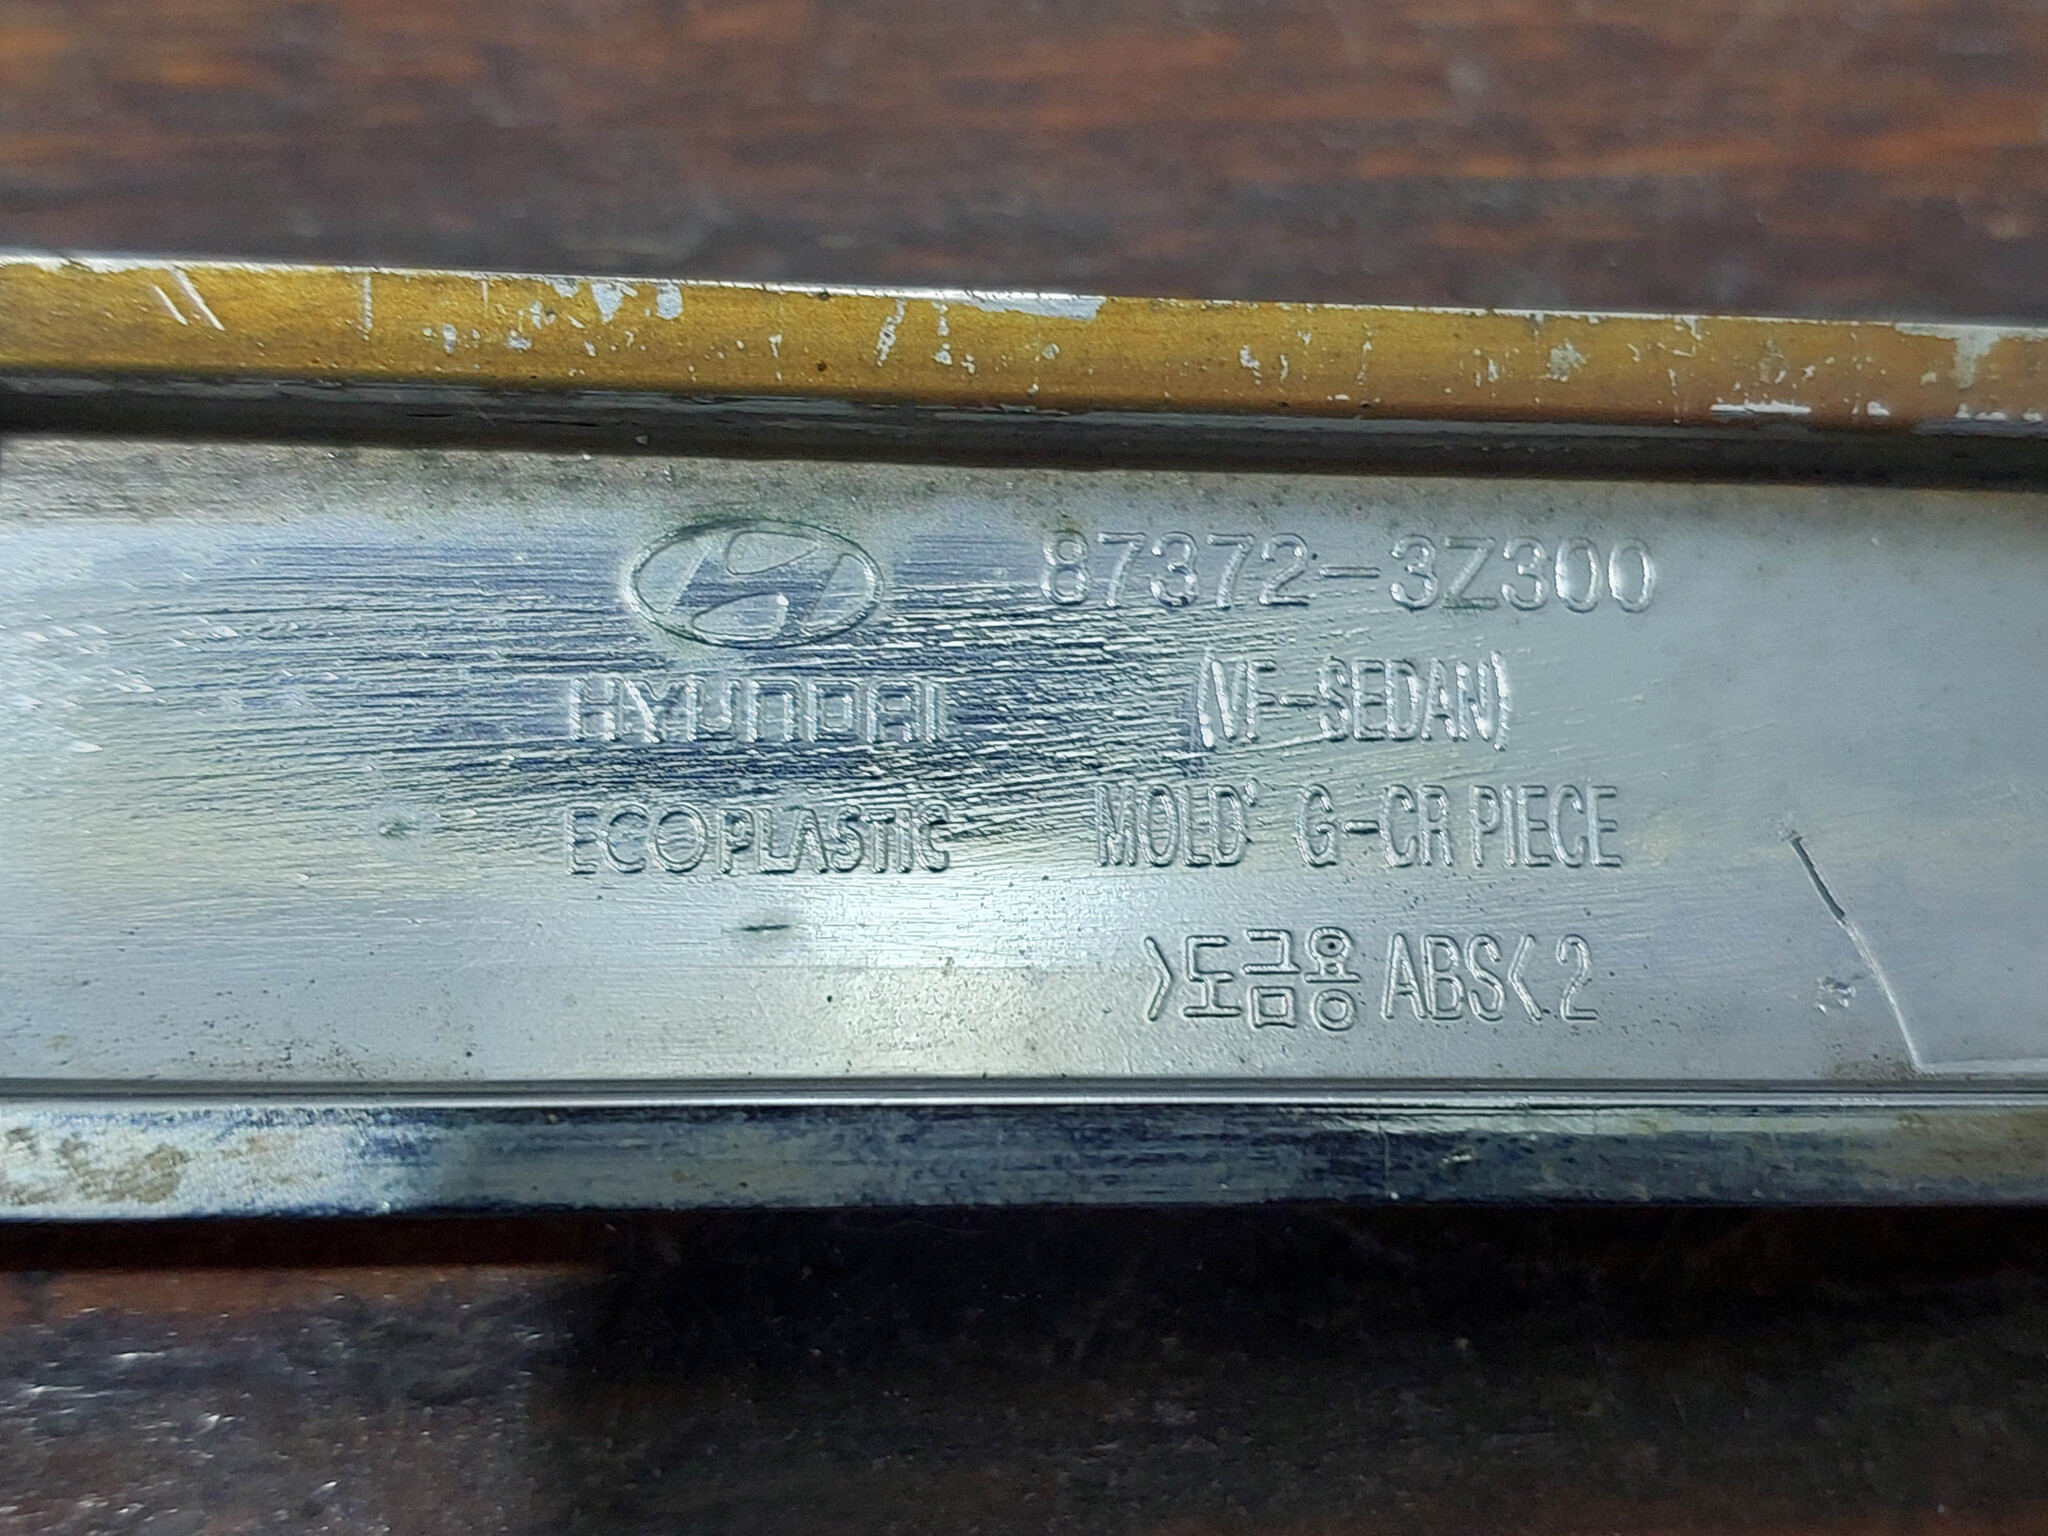 87372-3Z300
HYUNDAI
(VF-SEDAN)
ECOPLASTIC
MOLD' G-CR PIECE
>도금용 ABS< 2